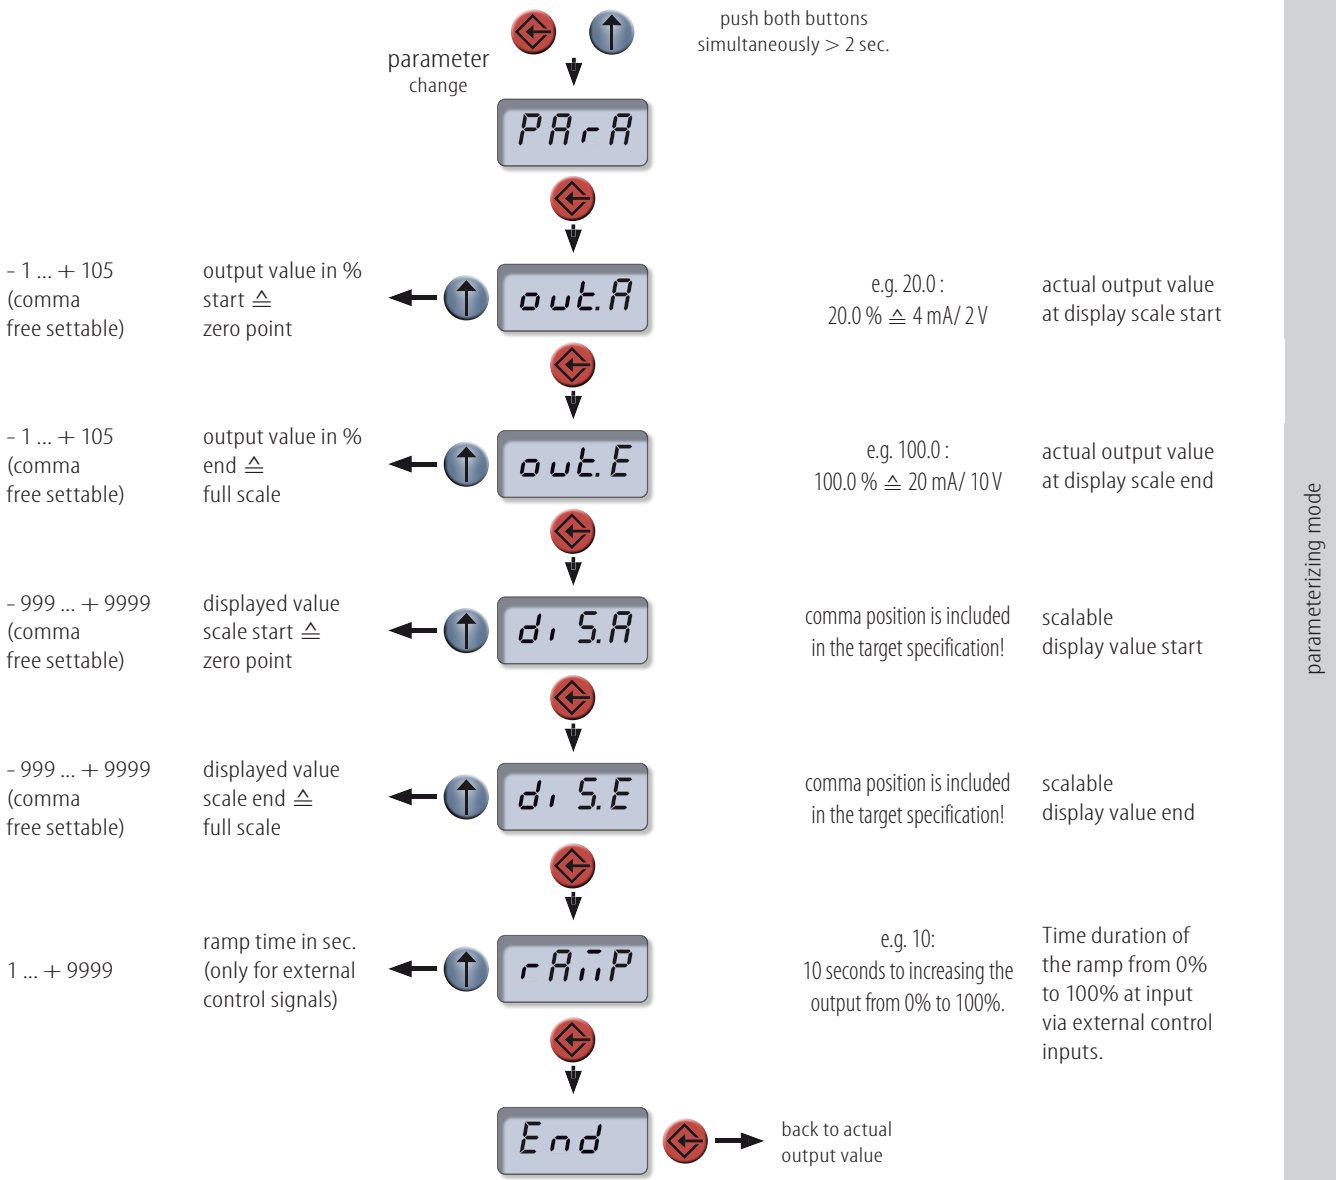 push both buttons
simultaneously > 2 sec.
parameter
change
PArA
- 1 ... + 105
(comma
free settable)
output value in %
start ≙
zero point
out.A
e.g. 20.0 :
20.0 % ≙ 4 mA/ 2 V
actual output value
at display scale start
- 1 ... + 105
(comma
free settable)
output value in %
end ≙
full scale
out.E
e.g. 100.0 :
100.0 % ≙ 20 mA/ 10 V
actual output value
at display scale end
- 999 ... + 9999
(comma
free settable)
displayed value
scale start ≙
zero point
di S.A
comma position is included
in the target specification!
scalable
display value start
- 999 ... + 9999
(comma
free settable)
displayed value
scale end ≙
full scale
di S.E
comma position is included
in the target specification!
scalable
display value end
1 ... + 9999
ramp time in sec.
(only for external
control signals)
rAmP
e.g. 10:
10 seconds to increasing the
output from 0% to 100%.
Time duration of
the ramp from 0%
to 100% at input
via external control
inputs.
End
back to actual
output value
parameterizing mode